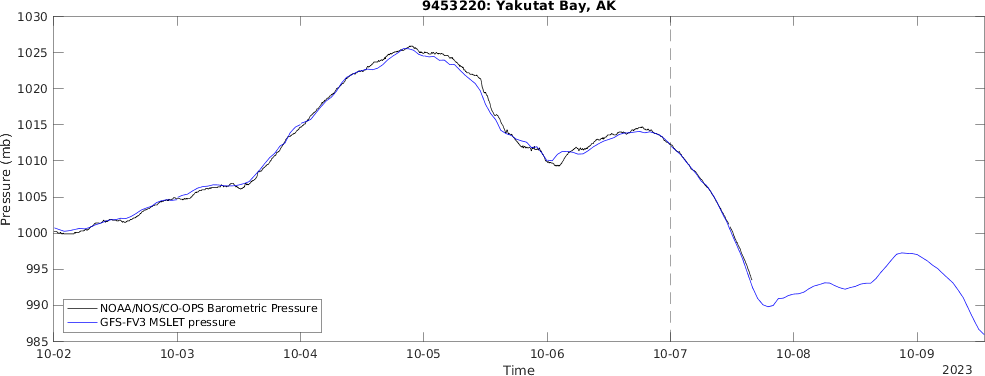 9453220: Yakutat Bay, AK
Pressure (mb)
1030
1025
1020
1015
1010
1005
1000
995
990
985
NOAA/NOS/CO-OPS Barometric Pressure
GFS-FV3 MSLET pressure
10-02 10-03 10-04 10-05 10-06 10-07 10-08 10-09
Time
2023